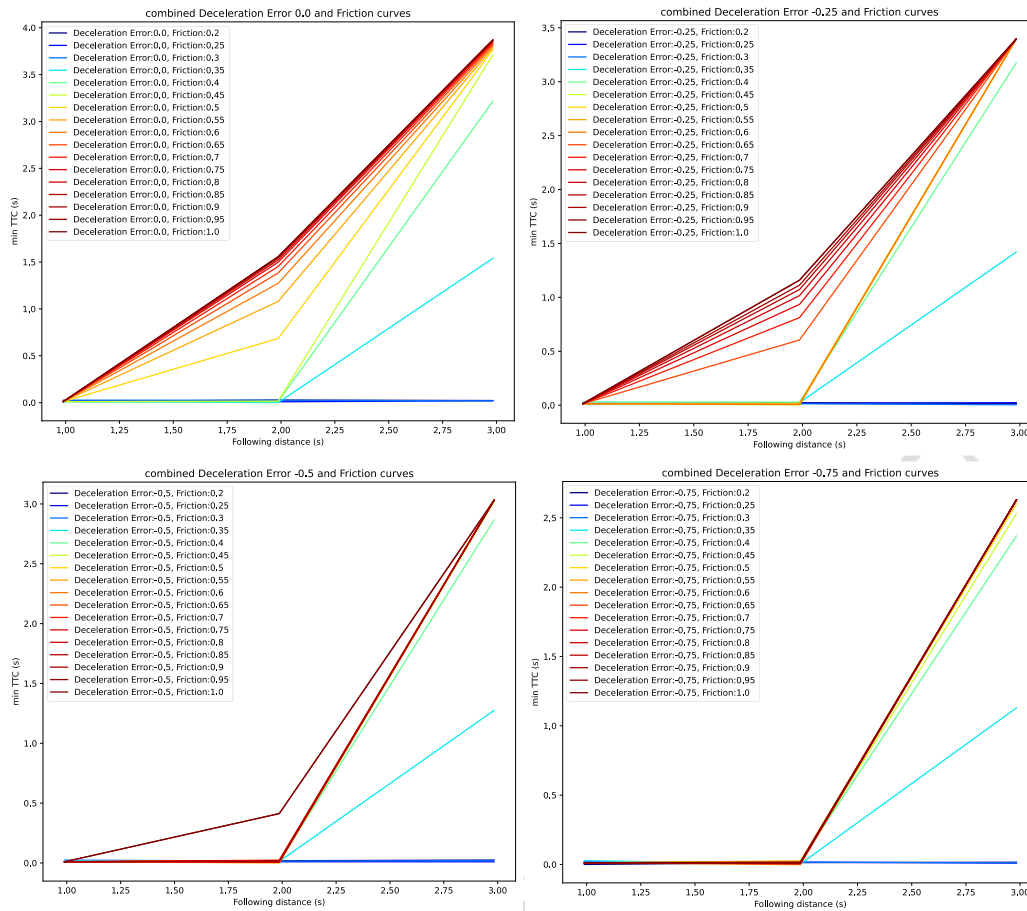 combined Deceleration Error 0.0 and Friction curves
4.0
3.5
3.0
2.5
2.0
1.5
1.0
0.5
0.0
min TTC (s)
Deceleration Error:0.0, Friction:0.2
Deceleration Error:0.0, Friction:0.25
Deceleration Error:0.0, Friction:0.3
Deceleration Error:0.0, Friction:0.35
Deceleration Error:0.0, Friction:0.4
Deceleration Error:0.0, Friction:0.45
Deceleration Error:0.0, Friction:0.5
Deceleration Error:0.0, Friction:0.55
Deceleration Error:0.0, Friction:0.6
Deceleration Error:0.0, Friction:0.65
Deceleration Error:0.0, Friction:0.7
Deceleration Error:0.0, Friction:0.75
Deceleration Error:0.0, Friction:0.8
Deceleration Error:0.0, Friction:0.85
Deceleration Error:0.0, Friction:0.9
Deceleration Error:0.0, Friction:0.95
Deceleration Error:0.0, Friction:1.0
1.00 1.25 1.50 1.75 2.00 2.25 2.50 2.75 3.00
Following distance (s)
combined Deceleration Error -0.25 and Friction curves
3.5
3.0
2.5
2.0
1.5
1.0
0.5
0.0
min TTC (s)
Deceleration Error:-0.25, Friction:0.2
Deceleration Error:-0.25, Friction:0.25
Deceleration Error:-0.25, Friction:0.3
Deceleration Error:-0.25, Friction:0.35
Deceleration Error:-0.25, Friction:0.4
Deceleration Error:-0.25, Friction:0.45
Deceleration Error:-0.25, Friction:0.5
Deceleration Error:-0.25, Friction:0.55
Deceleration Error:-0.25, Friction:0.6
Deceleration Error:-0.25, Friction:0.65
Deceleration Error:-0.25, Friction:0.7
Deceleration Error:-0.25, Friction:0.75
Deceleration Error:-0.25, Friction:0.8
Deceleration Error:-0.25, Friction:0.85
Deceleration Error:-0.25, Friction:0.9
Deceleration Error:-0.25, Friction:0.95
Deceleration Error:-0.25, Friction:1.0
1.00 1.25 1.50 1.75 2.00 2.25 2.50 2.75 3.00
Following distance (s)
combined Deceleration Error -0.5 and Friction curves
3.0
2.5
2.0
1.5
1.0
0.5
0.0
min TTC (s)
Deceleration Error:-0.5, Friction:0.2
Deceleration Error:-0.5, Friction:0.25
Deceleration Error:-0.5, Friction:0.3
Deceleration Error:-0.5, Friction:0.35
Deceleration Error:-0.5, Friction:0.4
Deceleration Error:-0.5, Friction:0.45
Deceleration Error:-0.5, Friction:0.5
Deceleration Error:-0.5, Friction:0.55
Deceleration Error:-0.5, Friction:0.6
Deceleration Error:-0.5, Friction:0.65
Deceleration Error:-0.5, Friction:0.7
Deceleration Error:-0.5, Friction:0.75
Deceleration Error:-0.5, Friction:0.8
Deceleration Error:-0.5, Friction:0.85
Deceleration Error:-0.5, Friction:0.9
Deceleration Error:-0.5, Friction:0.95
Deceleration Error:-0.5, Friction:1.0
1.00 1.25 1.50 1.75 2.00 2.25 2.50 2.75 3.00
Following distance (s)
combined Deceleration Error -0.75 and Friction curves
2.5
2.0
1.5
1.0
0.5
0.0
min TTC (s)
Deceleration Error:-0.75, Friction:0.2
Deceleration Error:-0.75, Friction:0.25
Deceleration Error:-0.75, Friction:0.3
Deceleration Error:-0.75, Friction:0.35
Deceleration Error:-0.75, Friction:0.4
Deceleration Error:-0.75, Friction:0.45
Deceleration Error:-0.75, Friction:0.5
Deceleration Error:-0.75, Friction:0.55
Deceleration Error:-0.75, Friction:0.6
Deceleration Error:-0.75, Friction:0.65
Deceleration Error:-0.75, Friction:0.7
Deceleration Error:-0.75, Friction:0.75
Deceleration Error:-0.75, Friction:0.8
Deceleration Error:-0.75, Friction:0.85
Deceleration Error:-0.75, Friction:0.9
Deceleration Error:-0.75, Friction:0.95
Deceleration Error:-0.75, Friction:1.0
1.00 1.25 1.50 1.75 2.00 2.25 2.50 2.75 3.00
Following distance (s)